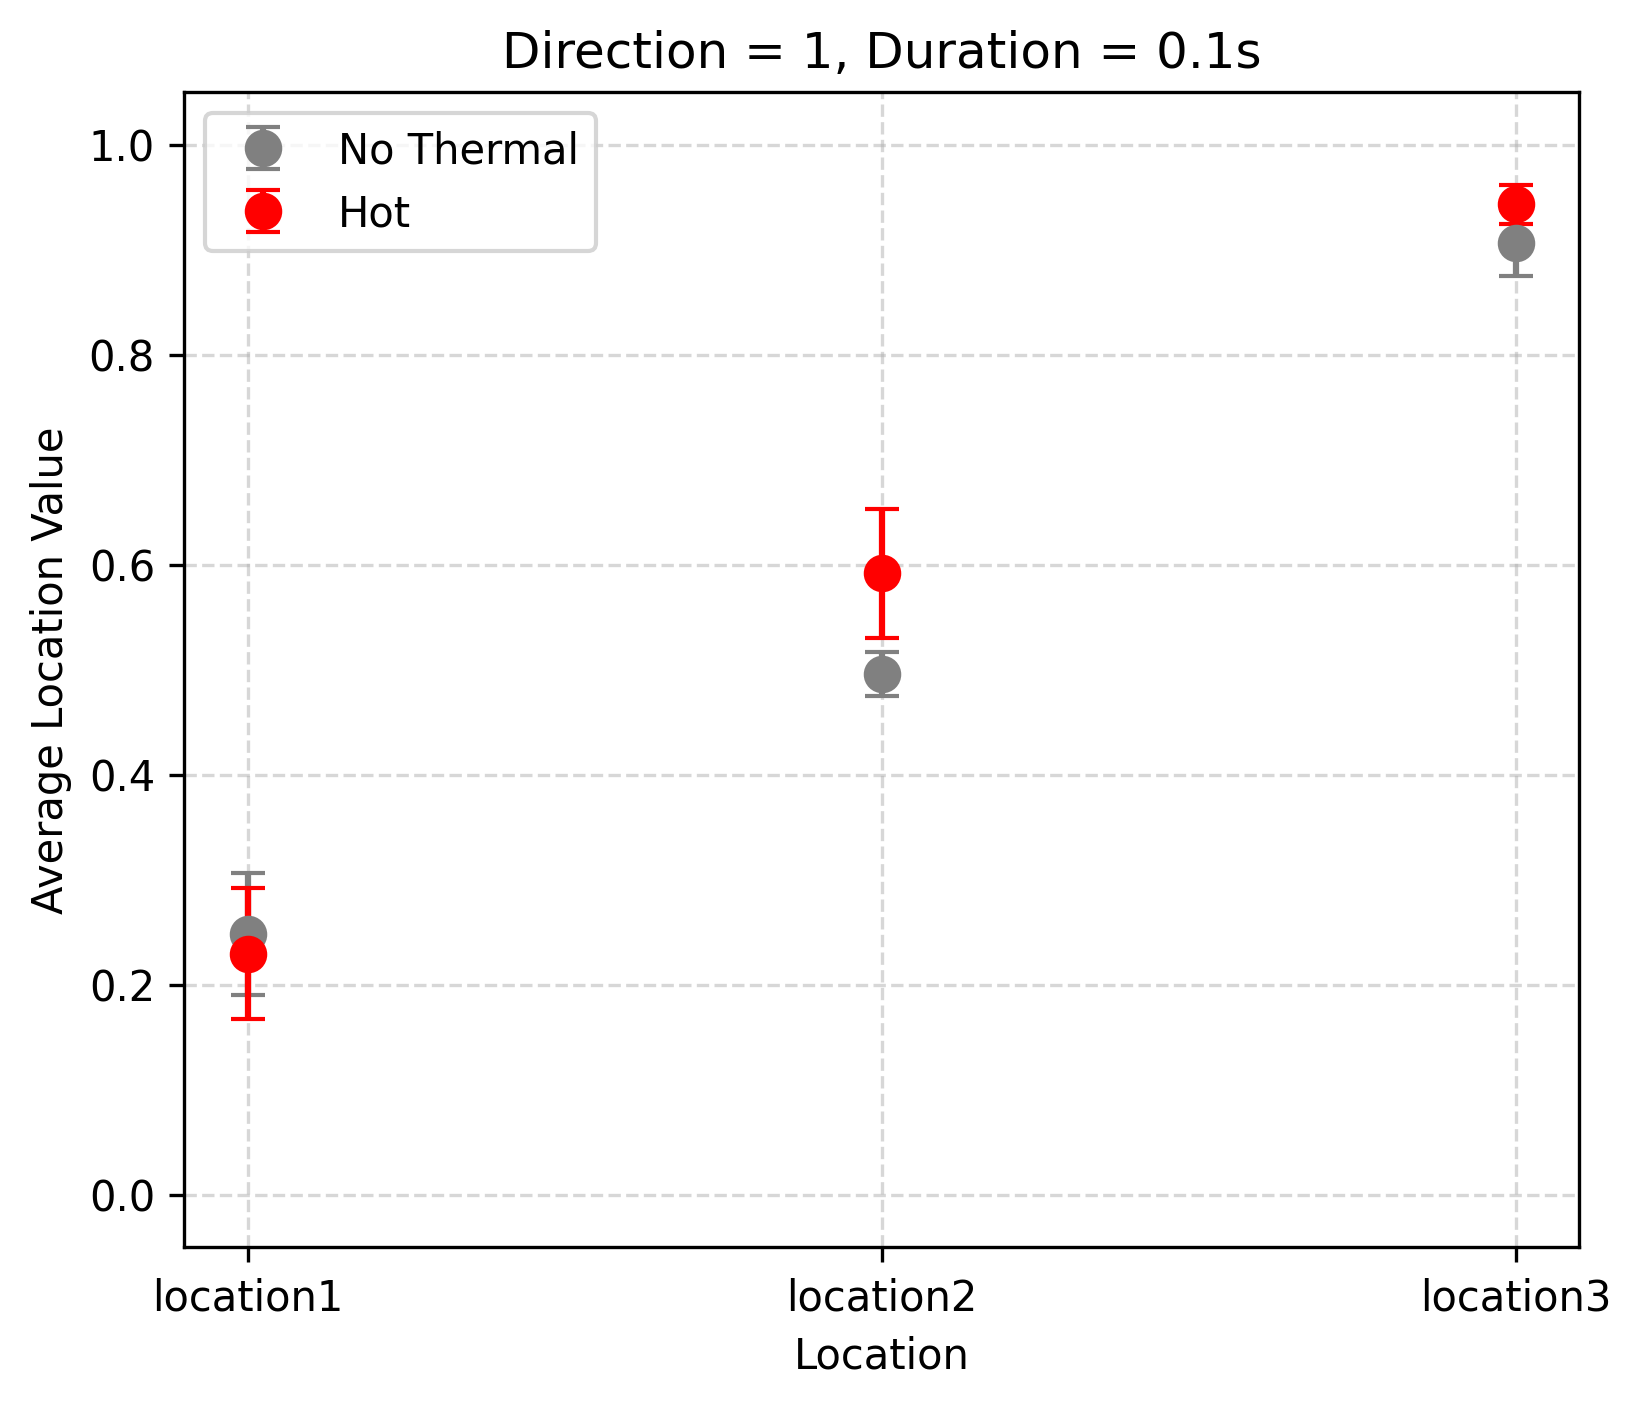 Direction = 1, Duration = 0.1s
No Thermal
Hot
1.0
0.8
0.6
0.4
0.2
0.0
Average Location Value
location1 location2 location3
Location